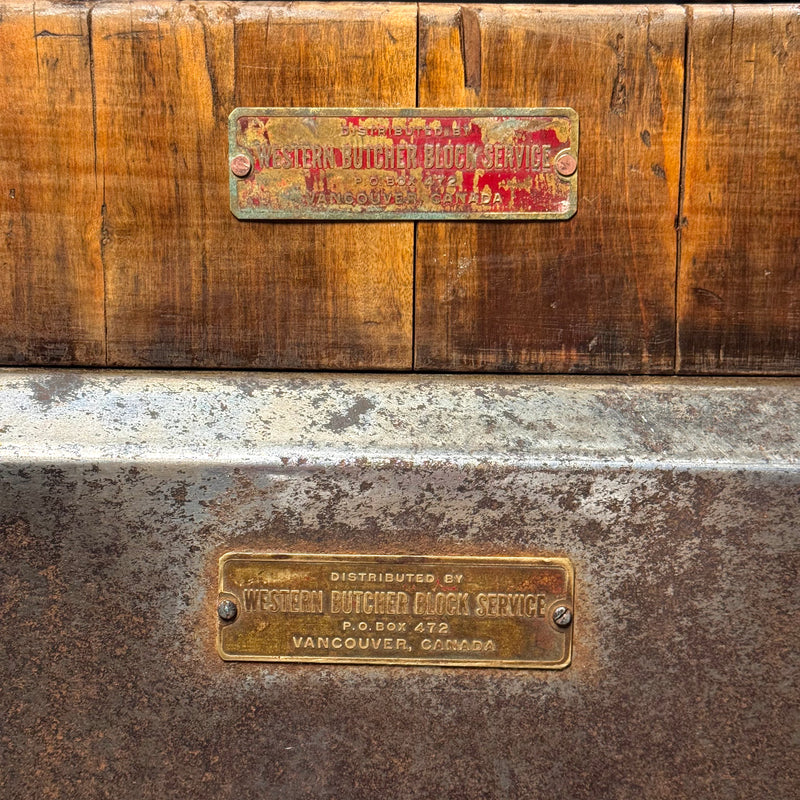 DISTRIBUTED BY
WESTERN BUTCHER BLOCK SERVICE
P.O. BOX 472
VANCOUVER, CANADA
DISTRIBUTED BY
WESTERN BUTCHER BLOCK SERVICE
P.O. BOX 472
VANCOUVER, CANADA